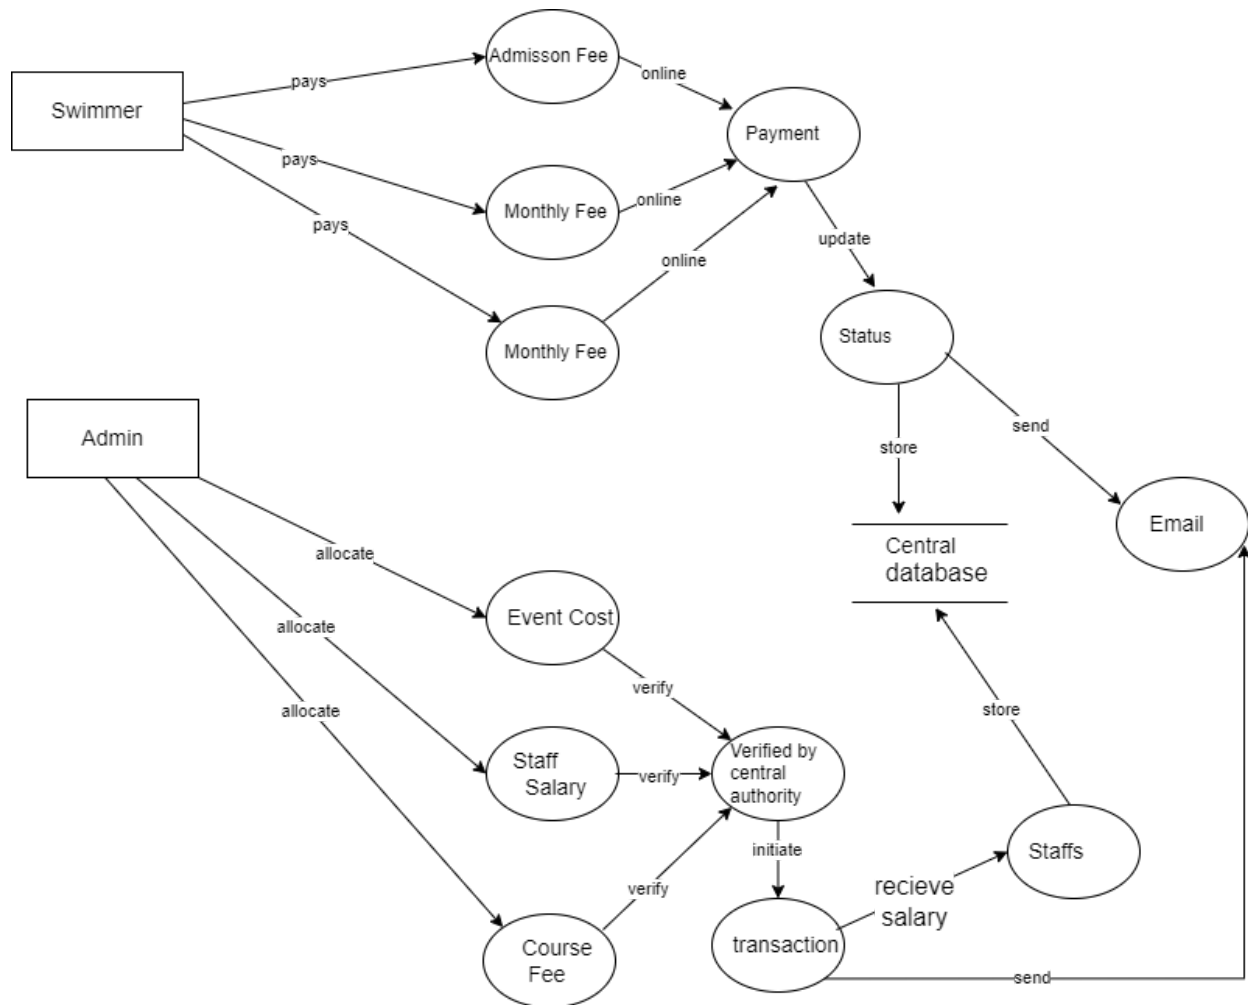 Admisson Fee
pays
online
Swimmer
Payment
pays
Monthly Fee
online
pays
update
online
Status
Monthly Fee
Admin
send
store
Email
Central
database
allocate
Event Cost
allocate
verify
store
allocate
Staff
Salary
verify
Verified by
central
authority
initiate
Staffs
verify
recieve
salary
Course
Fee
transaction
send